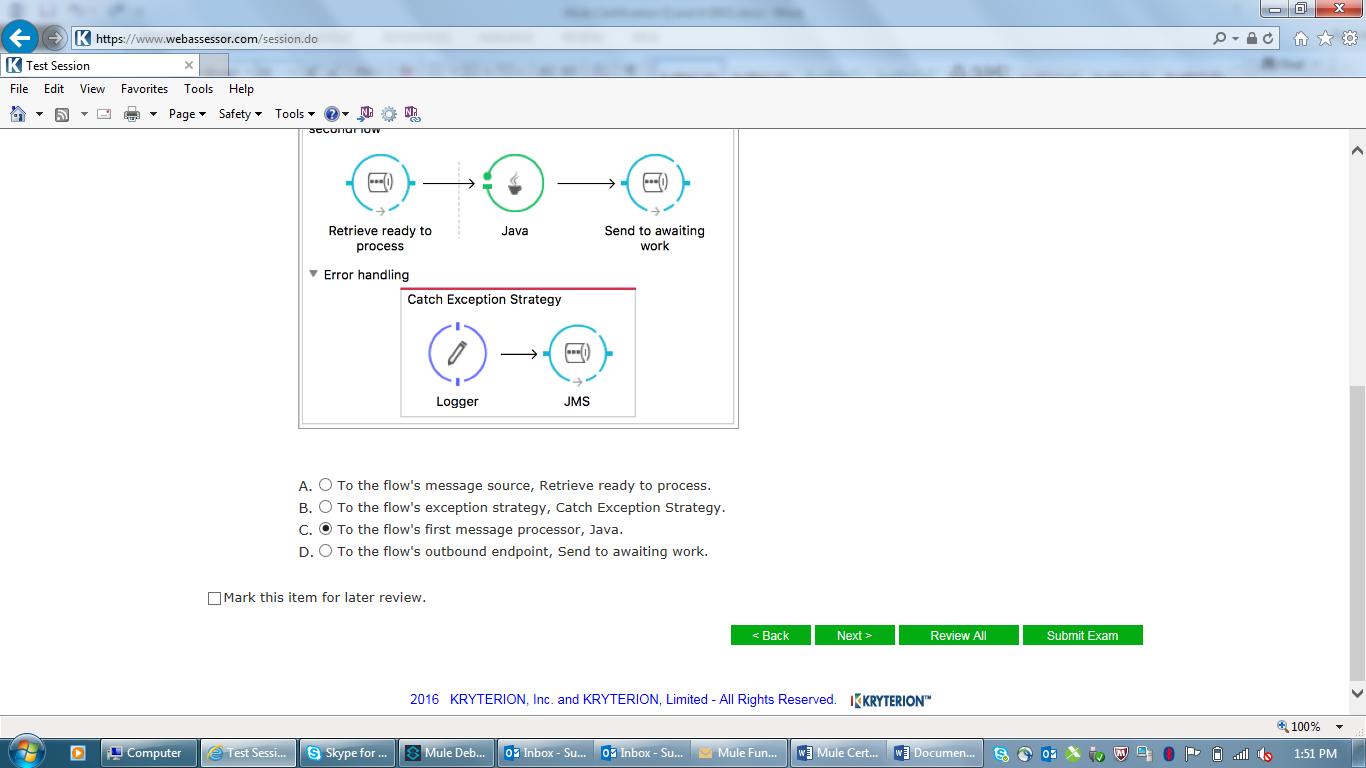 https://www.webassessor.com/session.do
Test Session
File Edit View Favorites Tools Help
Page Safety Tools
secondFlow
Retrieve ready to process
Java
Send to awaiting work
Error handling
Catch Exception Strategy
Logger
JMS
A. To the flow's message source, Retrieve ready to process.
B. To the flow's exception strategy, Catch Exception Strategy.
C. To the flow's first message processor, Java.
D. To the flow's outbound endpoint, Send to awaiting work.
Mark this item for later review.
< Back Next > Review All Submit Exam
2016 KRYTERION, Inc. and KRYTERION, Limited - All Rights Reserved. KRYTERION™
100%
Computer Test Sessi... Skype for ... Mule Deb... Inbox - Su... Inbox - Su... Mule Fun... Mule Cert... Documen... 1:51 PM